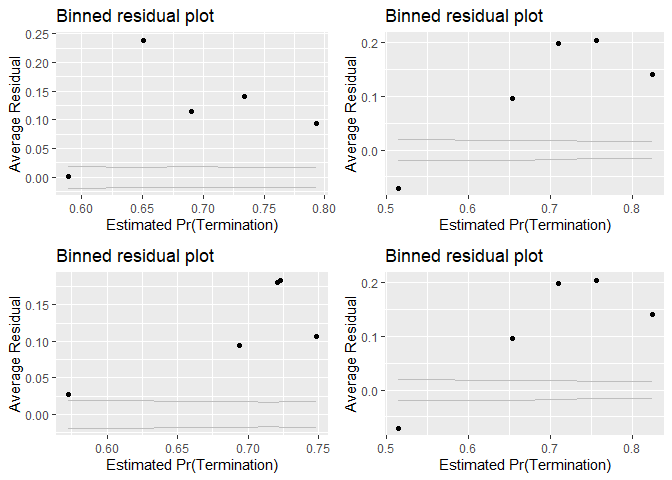 Binned residual plot
Average Residual
0.25
0.20
0.15
0.10
0.05
0.00
0.60
0.65
0.70
0.75
0.80
Estimated Pr(Termination)
Binned residual plot
Average Residual
0.2
0.1
0.0
0.5
0.6
0.7
0.8
Estimated Pr(Termination)
Binned residual plot
Average Residual
0.15
0.10
0.05
0.00
0.60
0.65
0.70
0.75
Estimated Pr(Termination)
Binned residual plot
Average Residual
0.2
0.1
0.0
0.5
0.6
0.7
0.8
Estimated Pr(Termination)